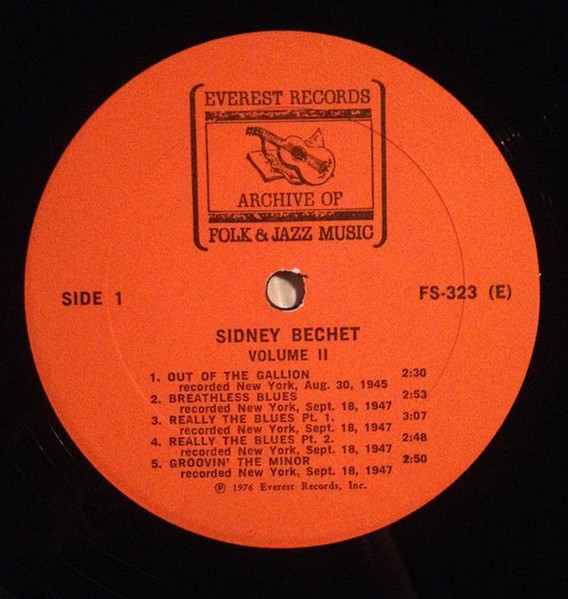 EVEREST RECORDS
ARCHIVE OF
FOLK & JAZZ MUSIC
SIDE 1
FS-323 (E)
SIDNEY BECHET
VOLUME II
1. OUT OF THE GALLION 2:30
recorded New York, Aug. 30, 1945
2. BREATHLESS BLUES 2:53
recorded New York, Sept. 18, 1947
3. REALLY THE BLUES Pt. 1. 3:07
recorded New York, Sept. 18, 1947
4. REALLY THE BLUES Pt. 2. 2:48
recorded New York, Sept. 18, 1947
5. GROOVIN' THE MINOR 2:50
recorded New York, Sept. 18, 1947
℗ 1976 Everest Records, Inc.